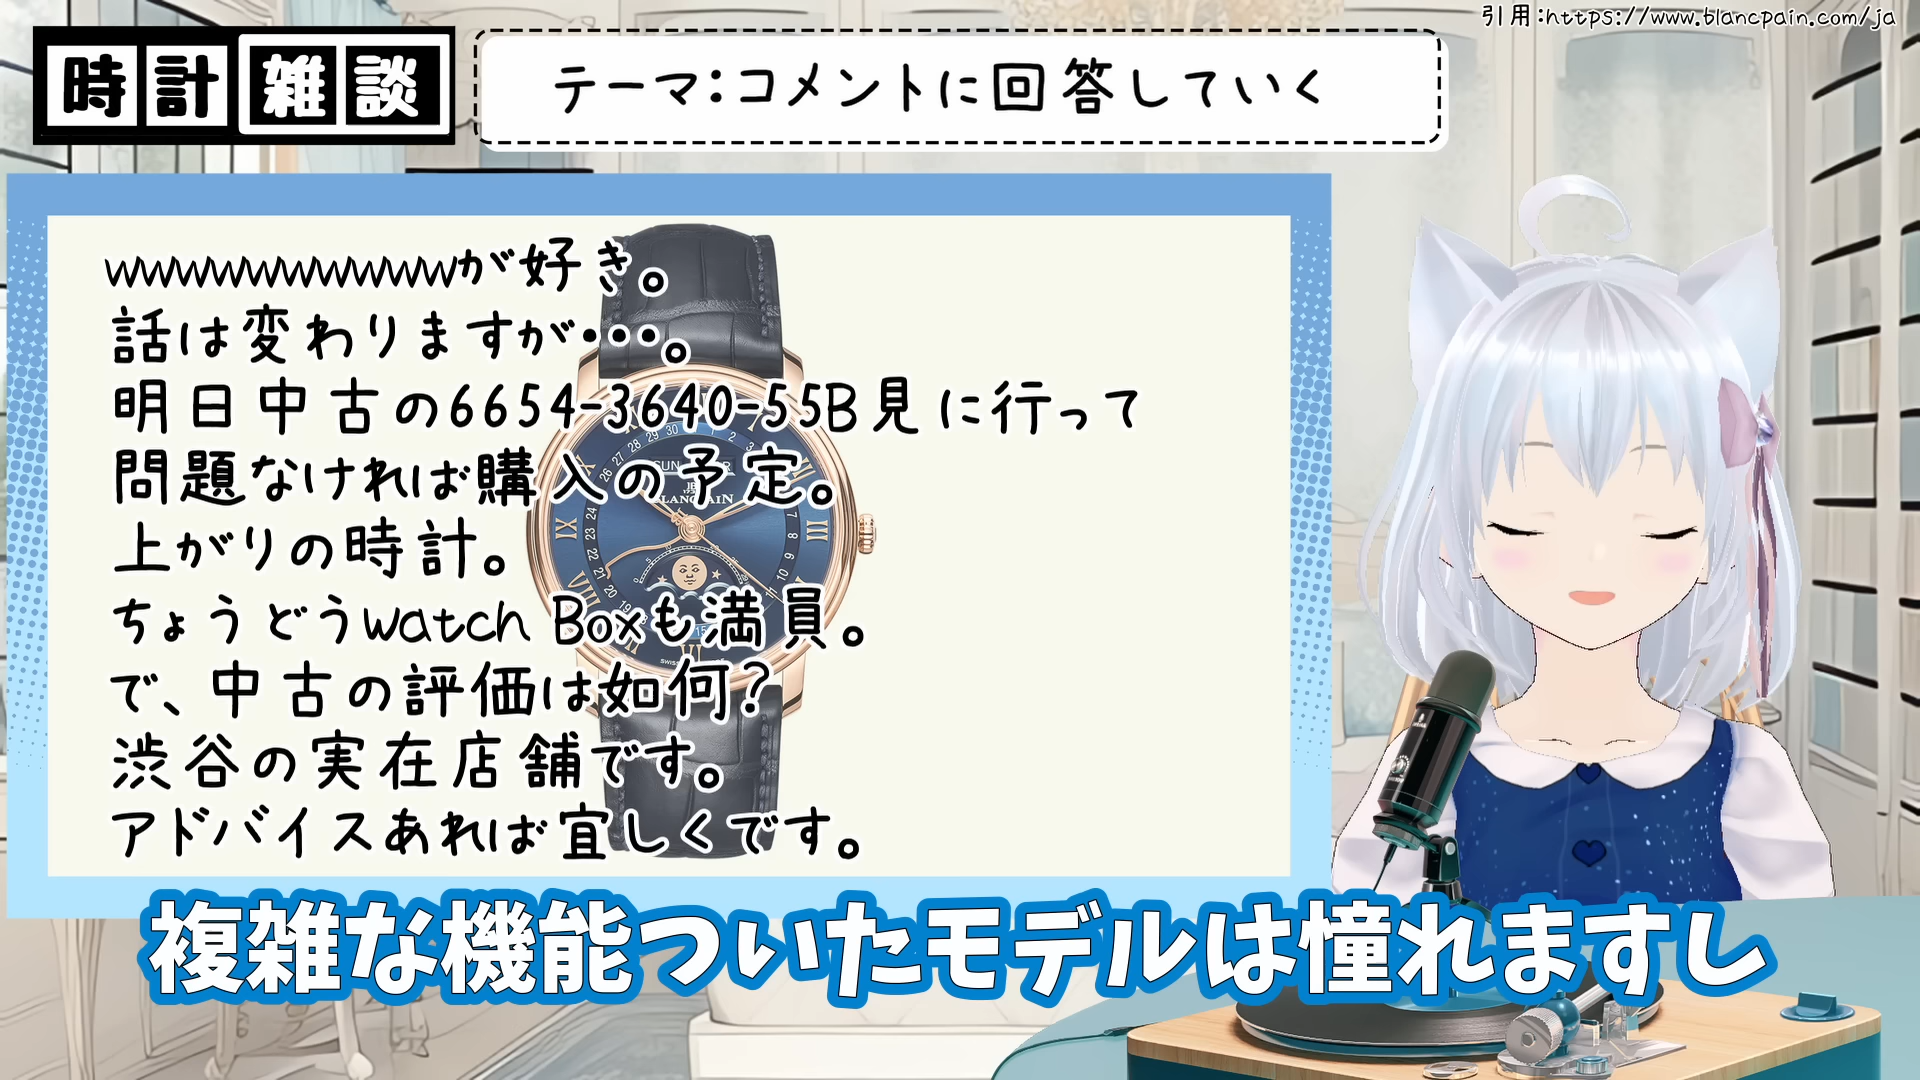 引用:https://www.blancpain.com/ja
時計雑談
テーマ:コメントに回答していく
wwwwwwwwwwが好き。
話は変わりますが・・・。
明日中古の6654-3640-55B見に行って
問題なければ購入の予定。
上がりの時計。
ちょうどうwatch Boxも満員。
で、中古の評価は如何?
渋谷の実在店舗です。
アドバイスあれば宜しくです。
複雑な機能ついたモデルは憧れますし